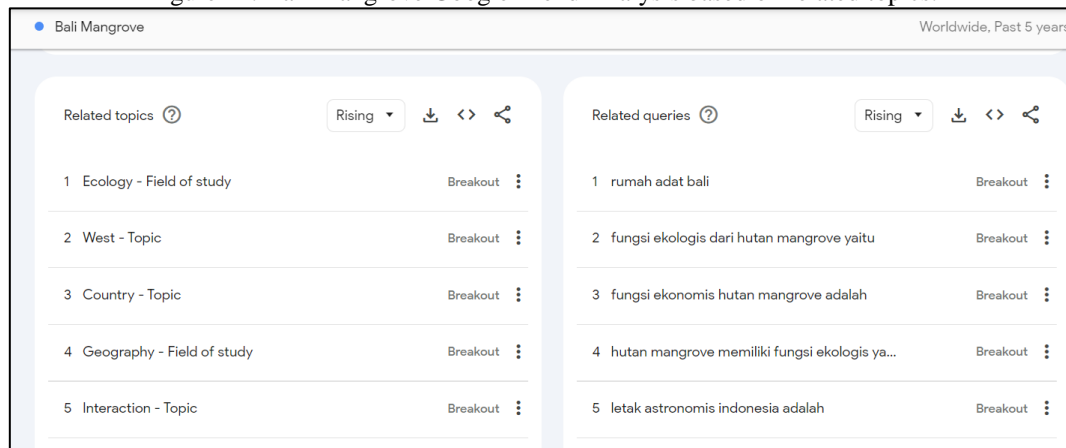 Bali Mangrove
Worldwide, Past 5 years
Related topics
Rising
1 Ecology - Field of study Breakout
2 West - Topic Breakout
3 Country - Topic Breakout
4 Geography - Field of study Breakout
5 Interaction - Topic Breakout
Related queries
Rising
1 rumah adat bali Breakout
2 fungsi ekologis dari hutan mangrove yaitu Breakout
3 fungsi ekonomis hutan mangrove adalah Breakout
4 hutan mangrove memiliki fungsi ekologis ya... Breakout
5 letak astronomis indonesia adalah Breakout